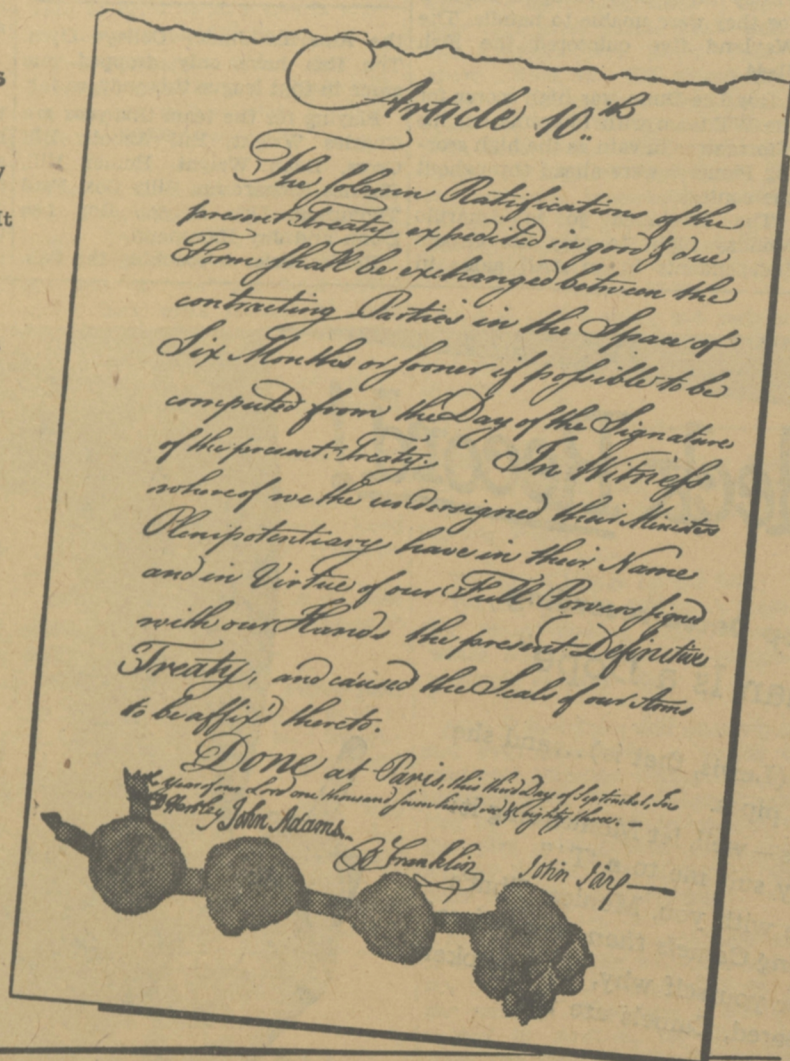 Article 10.th
The solemn Ratifications of the
present Treaty expedited in good & due
Form shall be exchanged between the
contracting Parties in the Space of
Six Months or sooner if possible to be
computed from the Day of the Signature
of the present Treaty. In Witness
whereof we the undersigned their Ministers
Plenipotentiary have in their Name
and in Virtue of our Full Powers signed
with our Hands the present Definitive
Treaty, and caused the Seals of our Arms
to be affix'd thereto.
Done at Paris, this third Day of September, In
the Year of our Lord one thousand seven hundred & eighty three.—
D Hartley John Adams.
B Franklin John Jay—